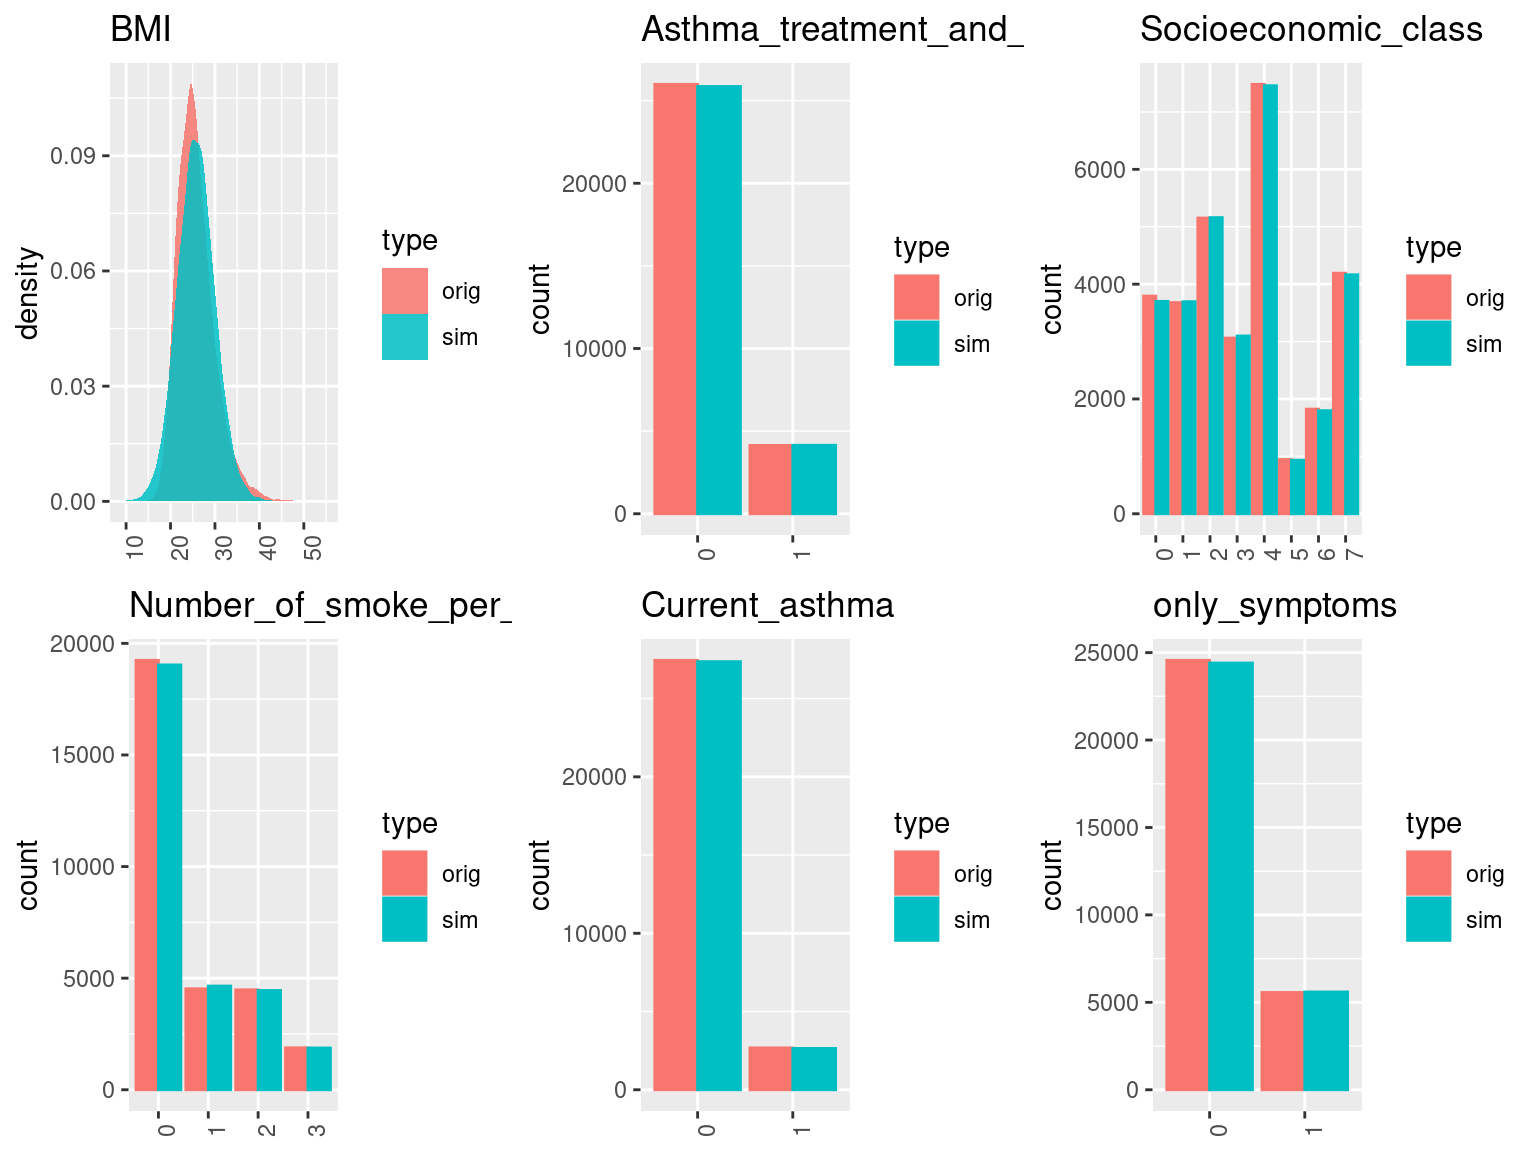 BMI
density
0.09
0.06
0.03
0.00
10 20 30 40 50
type
orig
sim
Asthma_treatment_and_
count
20000
10000
0
0 1
type
orig
sim
Socioeconomic_class
count
6000
4000
2000
0
0 1 2 3 4 5 6 7
type
orig
sim
Number_of_smoke_per_
count
20000
15000
10000
5000
0
0 1 2 3
type
orig
sim
Current_asthma
count
20000
10000
0
0 1
type
orig
sim
only_symptoms
count
25000
20000
15000
10000
5000
0
0 1
type
orig
sim